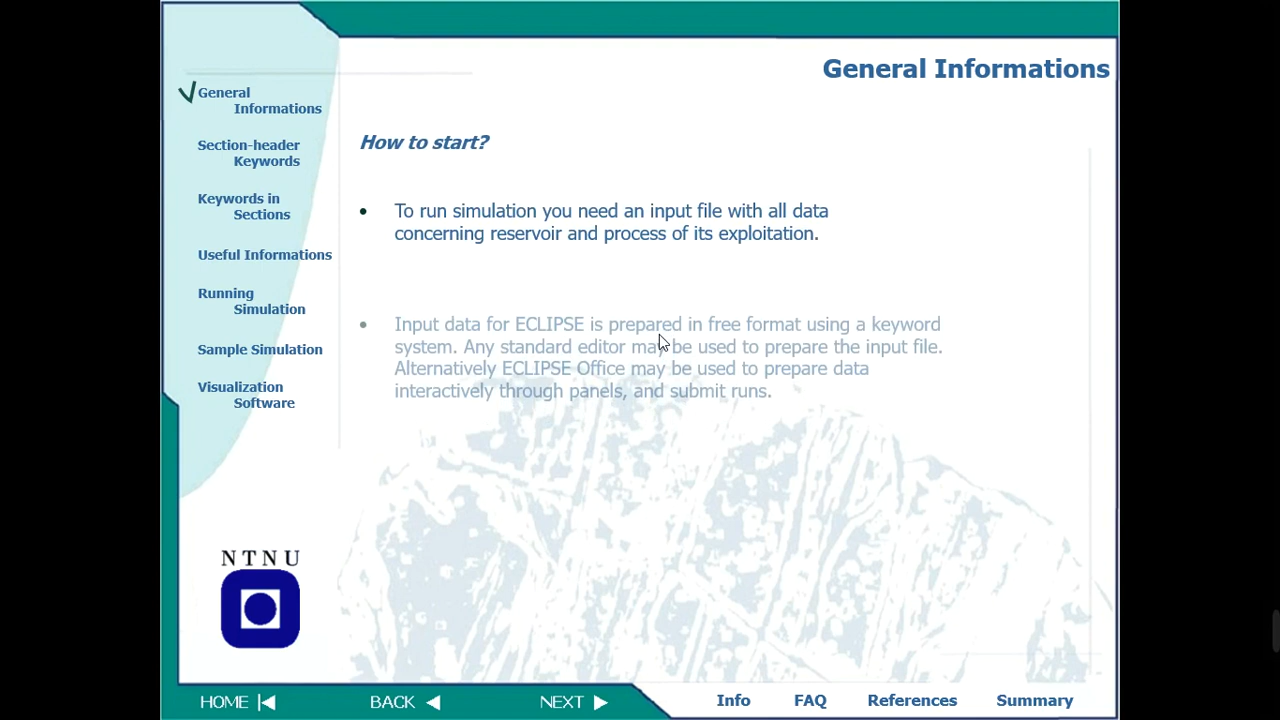 General Informations
General
Informations
Section-header
Keywords
Keywords in
Sections
Useful Informations
Running
Simulation
Sample Simulation
Visualization
Software
How to start?
• To run simulation you need an input file with all data
concerning reservoir and process of its exploitation.
• Input data for ECLIPSE is prepared in free format using a keyword
system. Any standard editor may be used to prepare the input file.
Alternatively ECLIPSE Office may be used to prepare data
interactively through panels, and submit runs.
NTNU
HOME
BACK
NEXT
Info
FAQ
References
Summary